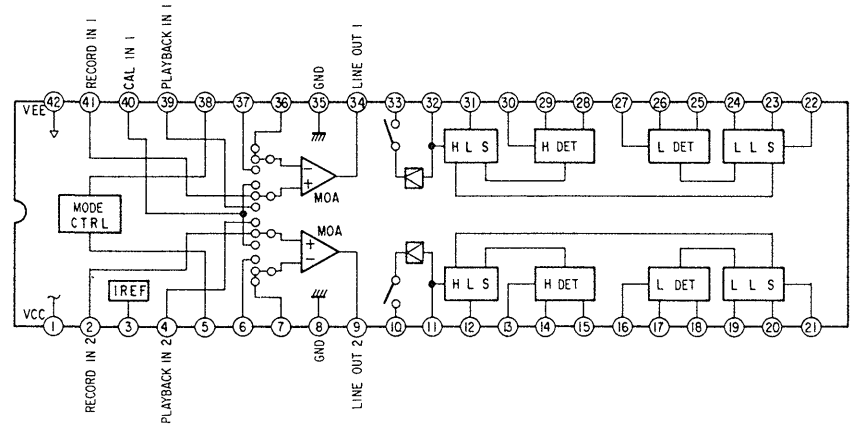 RECORD IN 1
CAL IN 1
PLAYBACK IN 1
GND
LINE OUT 1
42 41 40 39 38 37 36 35 34 33 32 31 30 29 28 27 26 25 24 23 22
VEE
H L S
H DET
L DET
L L S
MODE
CTRL
−
+
MOA
MOA
+
−
IREF
H L S
H DET
L DET
L L S
VCC
1 2 3 4 5 6 7 8 9 10 11 12 13 14 15 16 17 18 19 20 21
RECORD IN 2
PLAYBACK IN 2
GND
LINE OUT 2